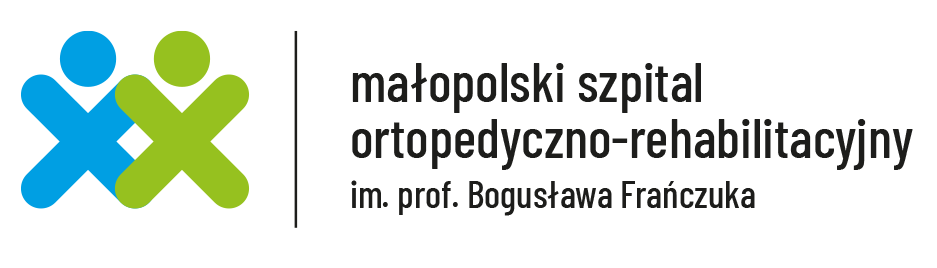 małopolski szpital
ortopedyczno-rehabilitacyjny
im. prof. Bogusława Frańczuka